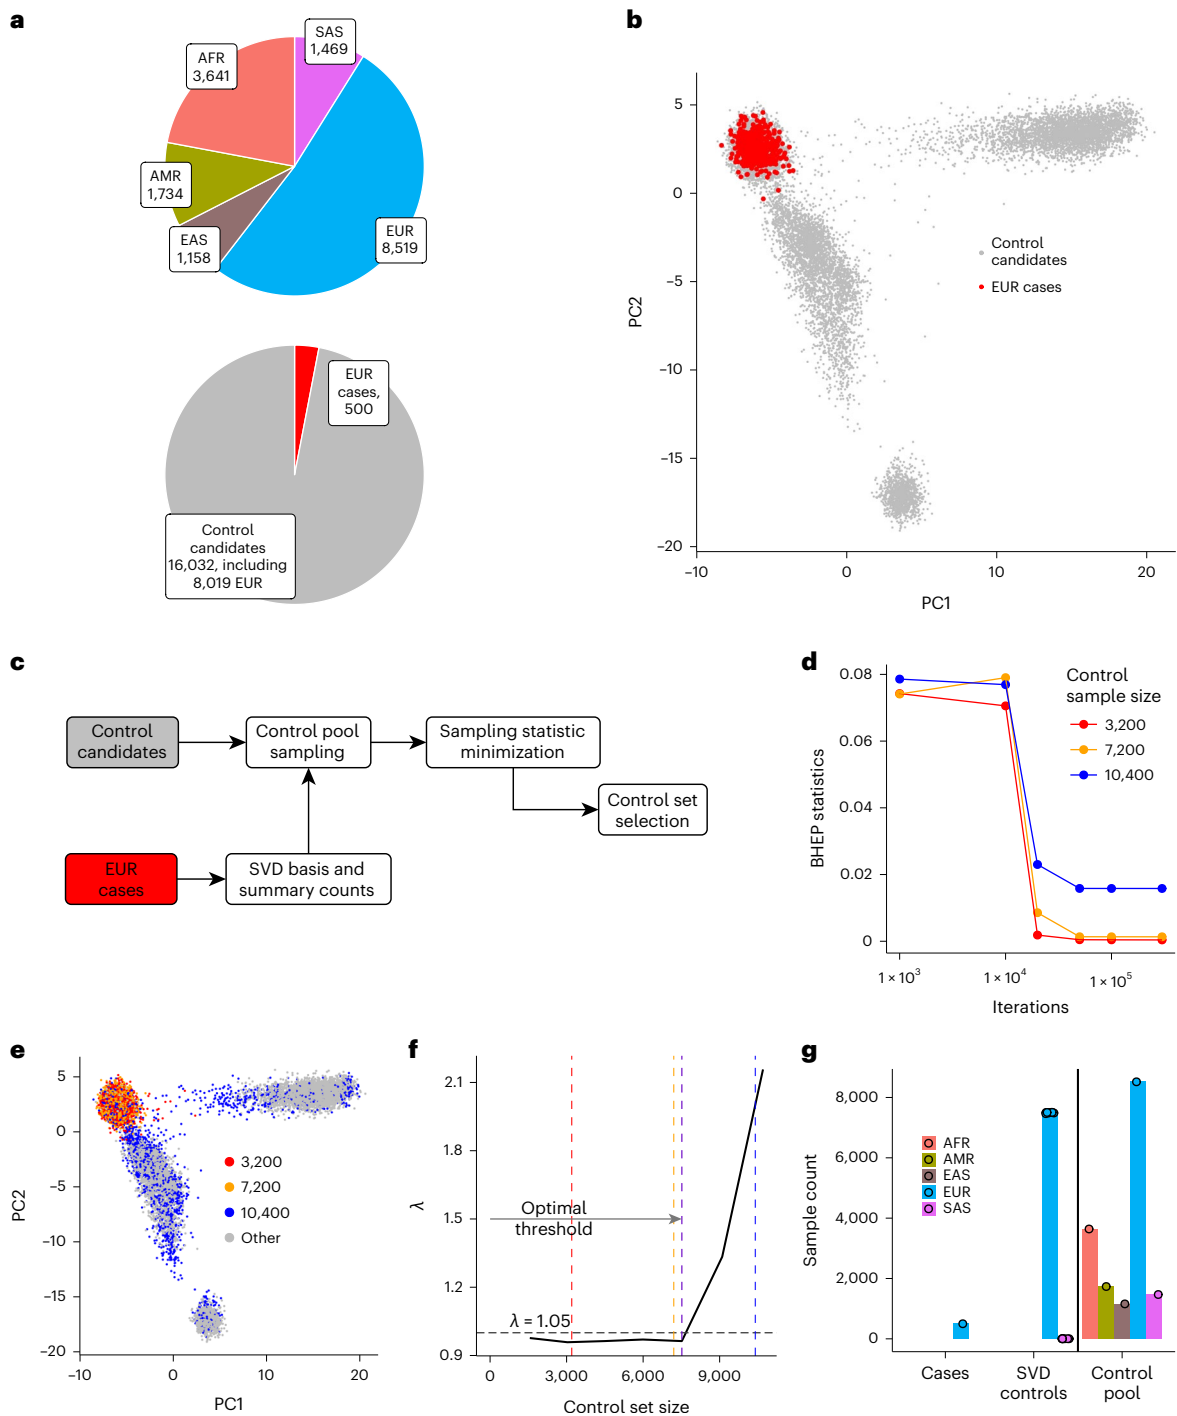 a
SAS
1,469
AFR
3,641
AMR
1,734
EAS
1,158
EUR
8,519
EUR
cases,
500
Control
candidates
16,032, including
8,019 EUR
b
5
0
−5
−10
−15
−20
PC2
−10
0
10
20
PC1
Control
candidates
EUR cases
c
Control
candidates
Control pool
sampling
Sampling statistic
minimization
Control set
selection
EUR
cases
SVD basis and
summary counts
d
0.08
0.06
0.04
0.02
0
BHEP statistics
1 × 10³
1 × 10⁴
1 × 10⁵
Iterations
Control
sample size
3,200
7,200
10,400
e
5
0
−5
−10
−15
−20
PC2
−10
0
10
20
PC1
3,200
7,200
10,400
Other
f
2.1
1.8
1.5
1.2
0.9
λ
Optimal
threshold
λ = 1.05
0
3,000
6,000
9,000
Control set size
g
8,000
6,000
4,000
2,000
0
Sample count
AFR
AMR
EAS
EUR
SAS
Cases
SVD
controls
Control
pool